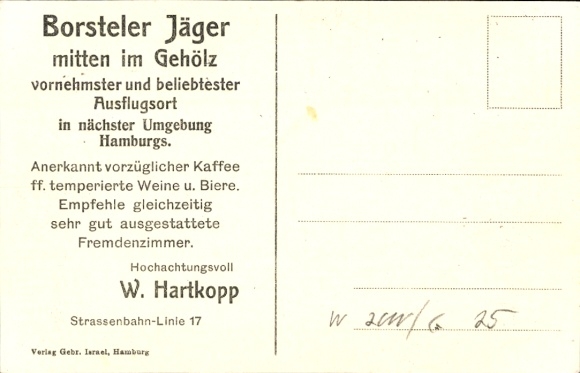 Borsteler Jäger
mitten im Gehölz
vornehmster und beliebtester
Ausflugsort
in nächster Umgebung
Hamburgs.
Anerkannt vorzüglicher Kaffee
ff. temperierte Weine u. Biere.
Empfehle gleichzeitig
sehr gut ausgestattete
Fremdenzimmer.
Hochachtungsvoll
W. Hartkopp
Strassenbahn-Linie 17
Verlag Gebr. Israel, Hamburg
25